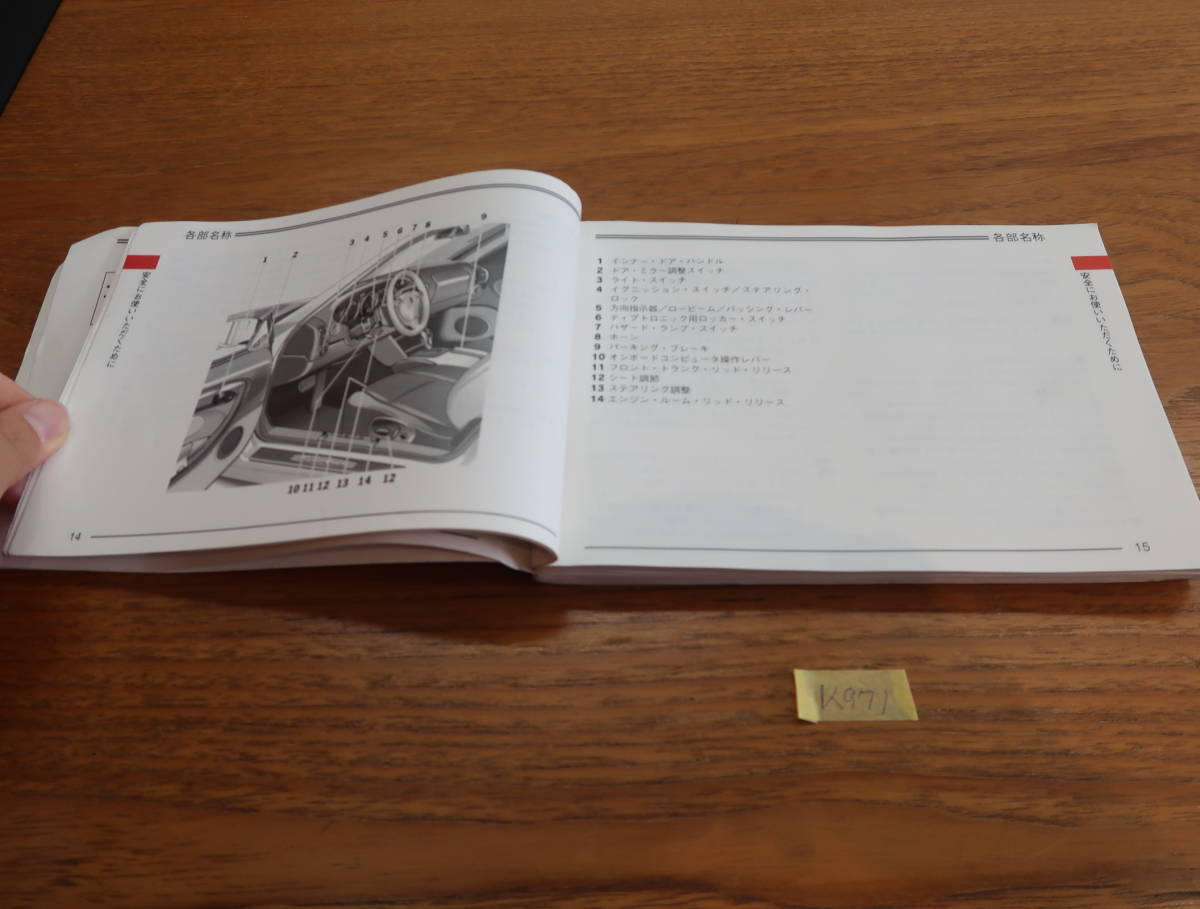 各部名称
安全にお使いいただくために
1 2 3 4 5 6 7 8 9
10 11 12 13 14 12
14
各部名称
安全にお使いいただくために
1 インナー・ドア・ハンドル
2 ドア・ミラー調整スイッチ
3 ライト・スイッチ
4 イグニッション・スイッチ/ステアリング・
ロック
5 方向指示器/ロービーム/パッシング・レバー
6 ティプトロニック用ロッカー・スイッチ
7 ハザード・ランプ・スイッチ
8 ホーン
9 パーキング・ブレーキ
10 オンボードコンピュータ操作レバー
11 フロント・トランク・リッド・リリース
12 シート調節
13 ステアリング調整
14 エンジン・ルーム・リッド・リリース
15
K971